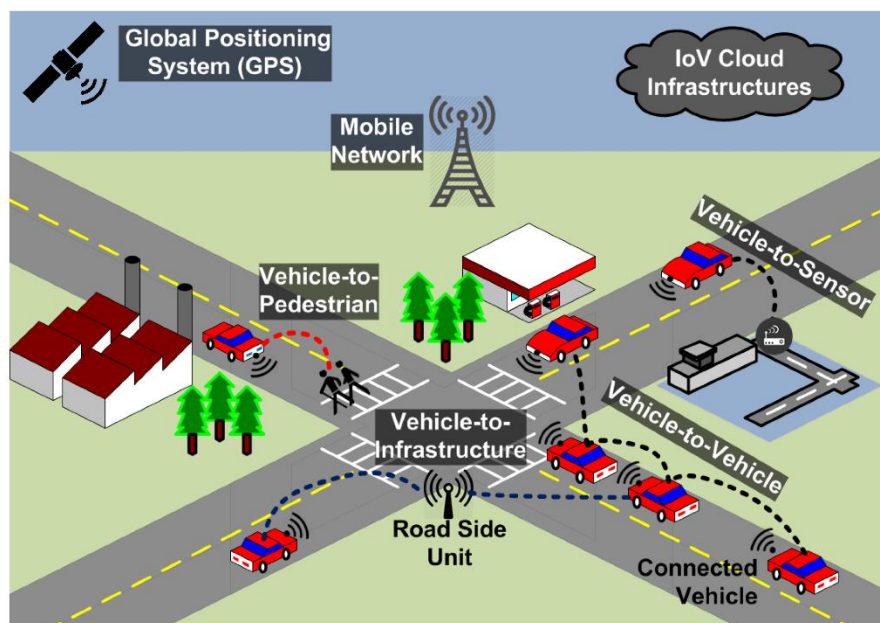 Global Positioning
System (GPS)
IoV Cloud
Infrastructures
Mobile
Network
Vehicle-to-Sensor
Vehicle-to-
Pedestrian
Vehicle-to-Vehicle
Vehicle-to-
Infrastructure
Road Side
Unit
Connected
Vehicle